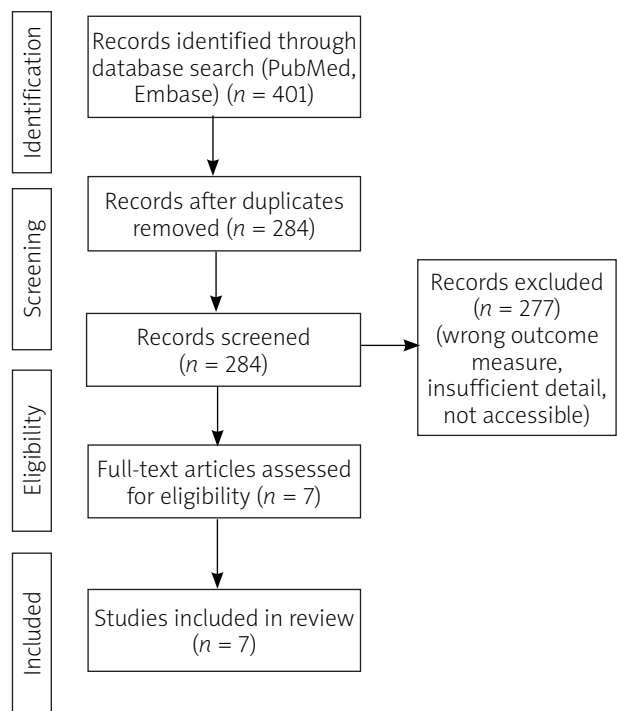 Identification
Records identified through
database search (PubMed,
Embase) (n = 401)
Screening
Records after duplicates
removed (n = 284)
Records screened
(n = 284)
Records excluded
(n = 277)
(wrong outcome
measure,
insufficient detail,
not accessible)
Eligibility
Full-text articles assessed
for eligibility (n = 7)
Included
Studies included in review
(n = 7)